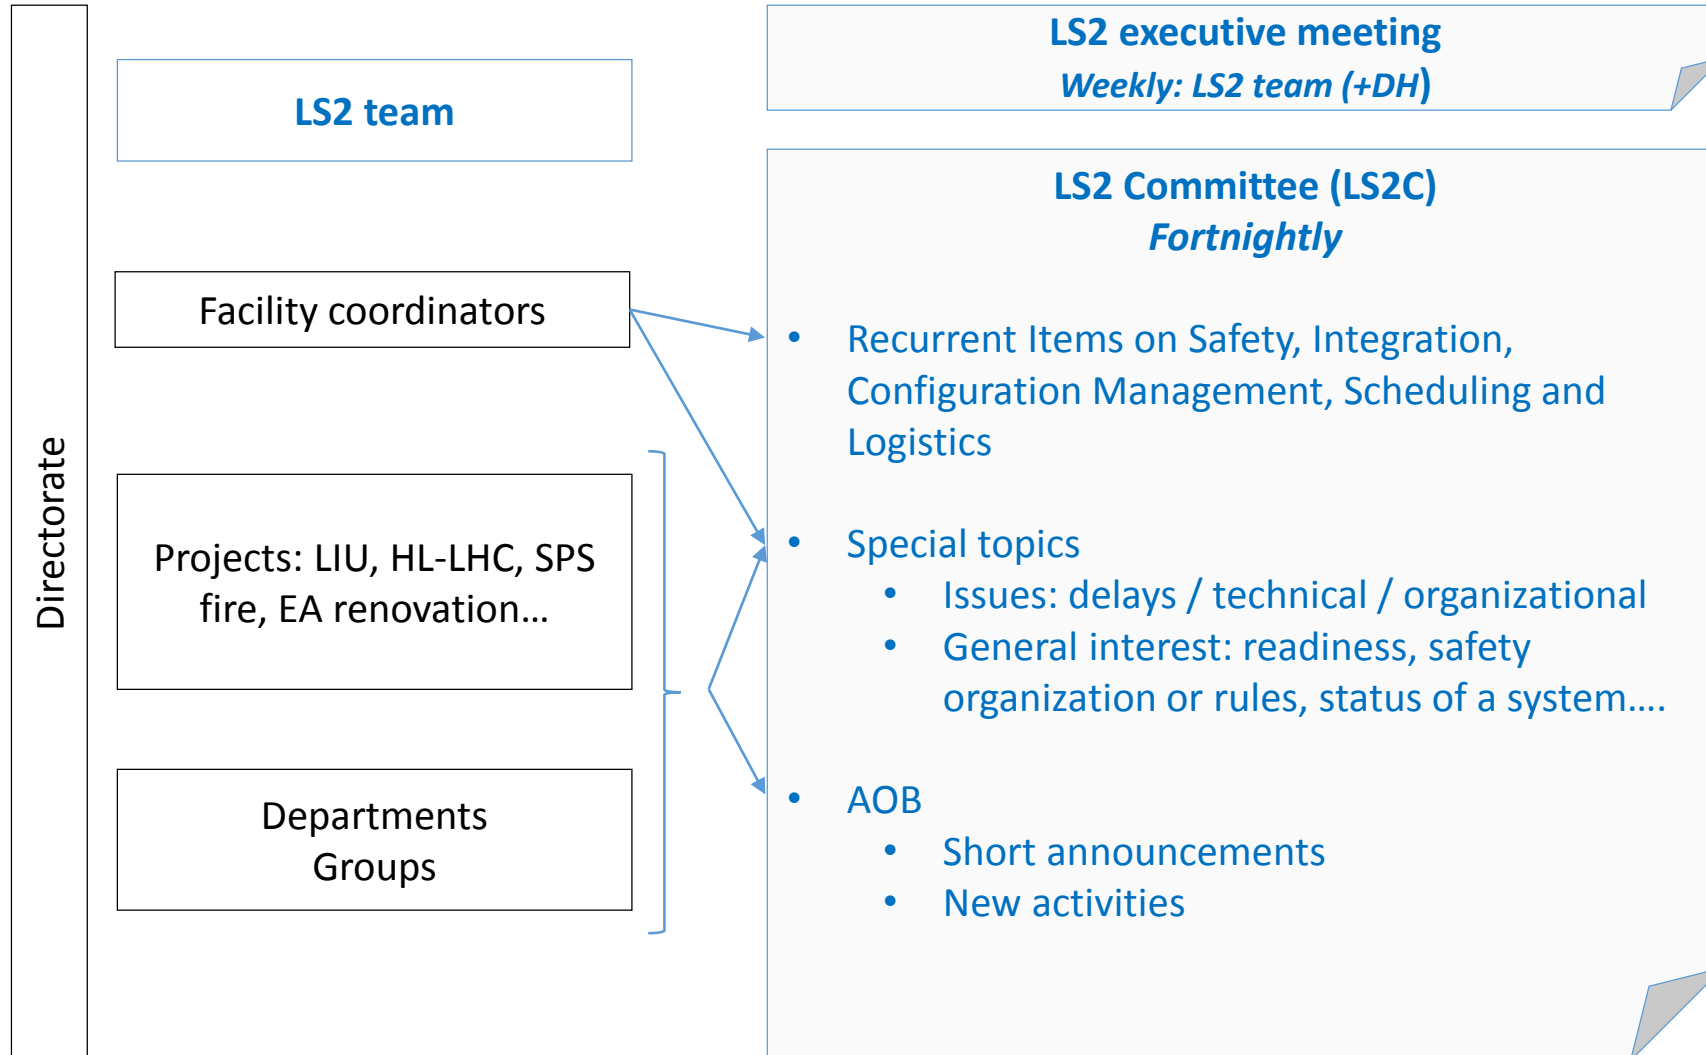 Directorate
LS2 team
Facility coordinators
Projects: LIU, HL-LHC, SPS
fire, EA renovation…
Departments
Groups
LS2 executive meeting
Weekly: LS2 team (+DH)
LS2 Committee (LS2C)
Fortnightly
• Recurrent Items on Safety, Integration,
Configuration Management, Scheduling and
Logistics
• Special topics
• Issues: delays / technical / organizational
• General interest: readiness, safety
organization or rules, status of a system….
• AOB
• Short announcements
• New activities